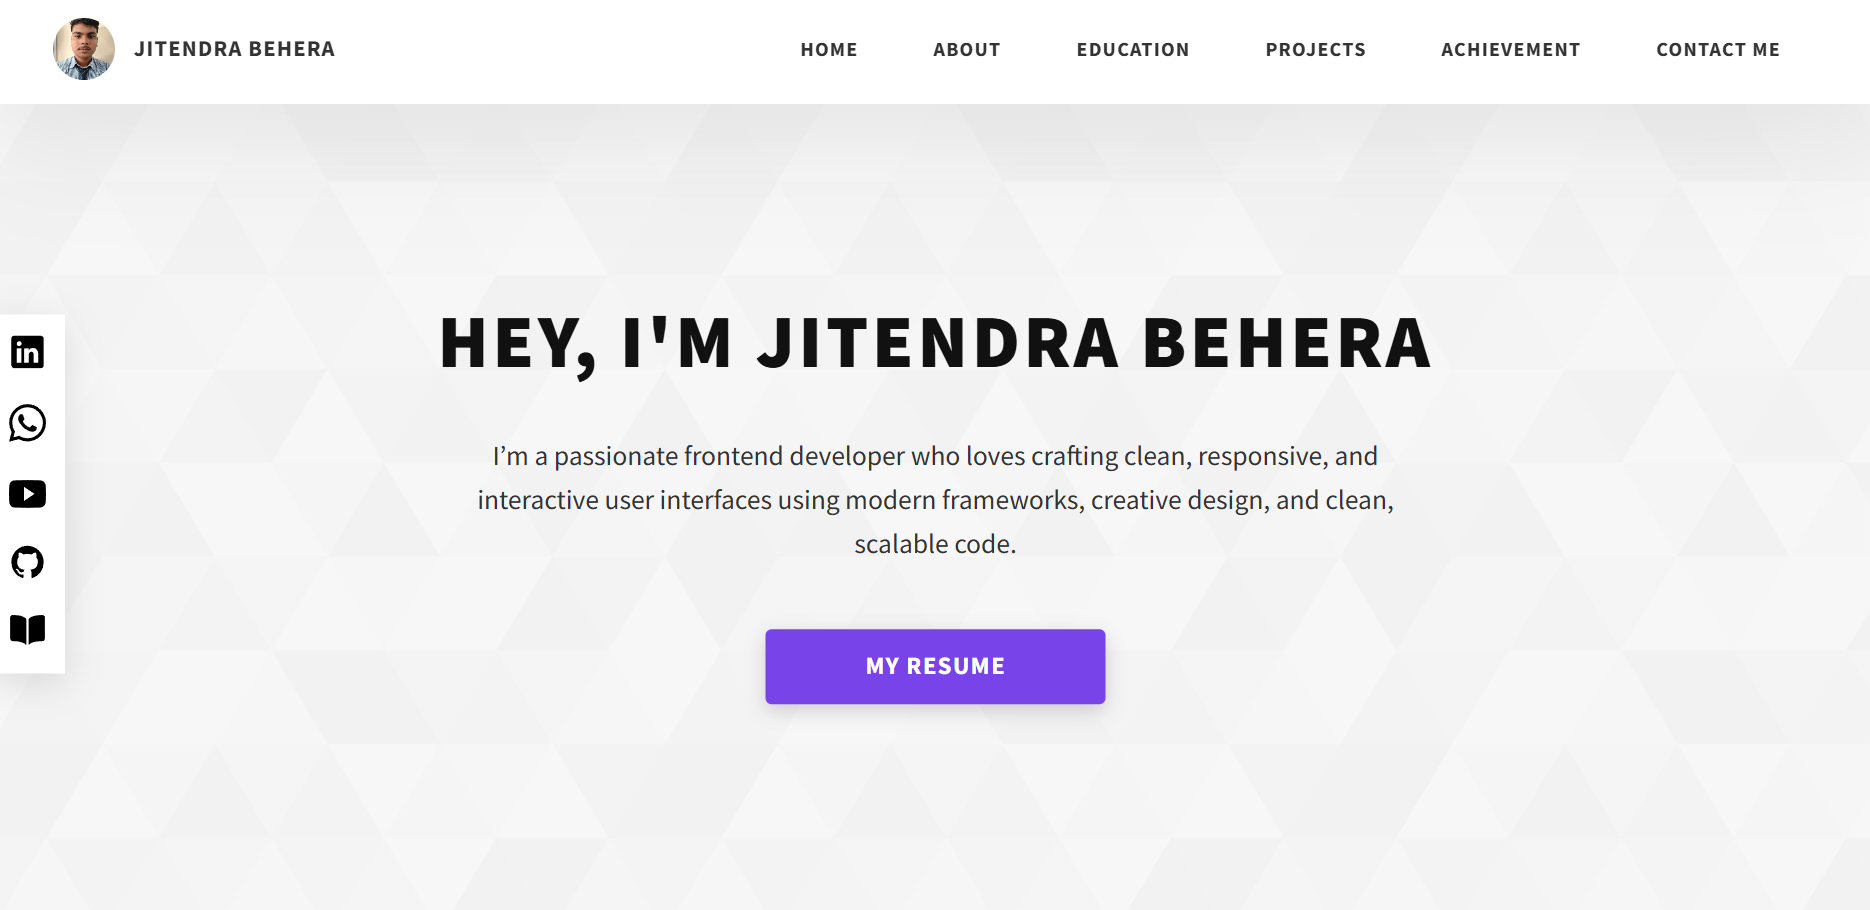 JITENDRA BEHERA
HOME ABOUT EDUCATION PROJECTS ACHIEVEMENT CONTACT ME
HEY, I'M JITENDRA BEHERA
I’m a passionate frontend developer who loves crafting clean, responsive, and
interactive user interfaces using modern frameworks, creative design, and clean,
scalable code.
MY RESUME
in